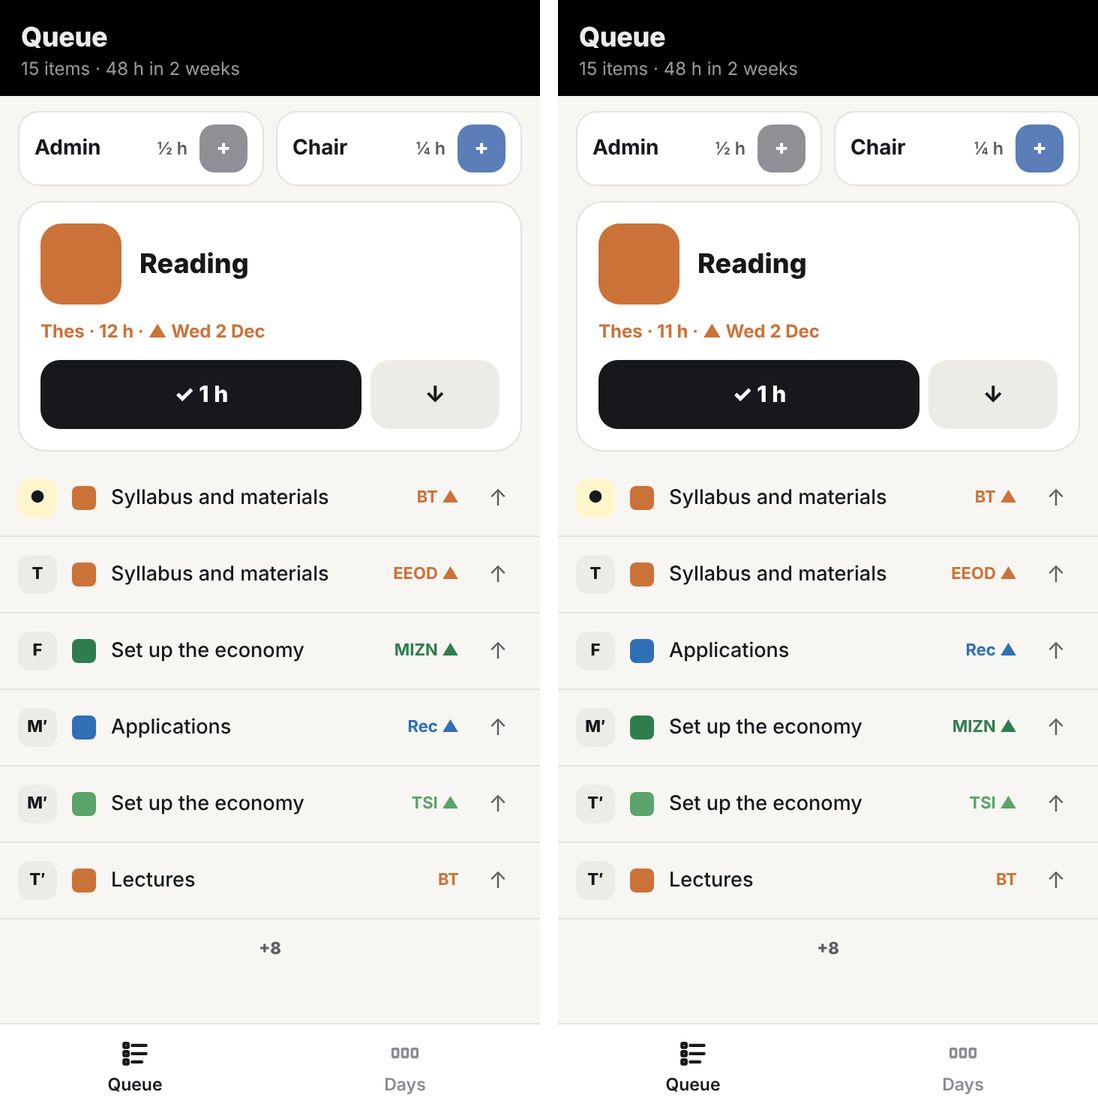 Queue
15 items · 48 h in 2 weeks
Admin ½ h +
Chair ¼ h +
Reading
Thes · 12 h · ▲ Wed 2 Dec
✓ 1 h ↓
● Syllabus and materials BT ▲ ↑
T Syllabus and materials EEOD ▲ ↑
F Set up the economy MIZN ▲ ↑
M′ Applications Rec ▲ ↑
M′ Set up the economy TSI ▲ ↑
T′ Lectures BT ↑
+8
Queue
Days
Queue
15 items · 48 h in 2 weeks
Admin ½ h +
Chair ¼ h +
Reading
Thes · 11 h · ▲ Wed 2 Dec
✓ 1 h ↓
● Syllabus and materials BT ▲ ↑
T Syllabus and materials EEOD ▲ ↑
F Applications Rec ▲ ↑
M′ Set up the economy MIZN ▲ ↑
T′ Set up the economy TSI ▲ ↑
T′ Lectures BT ↑
+8
Queue
Days